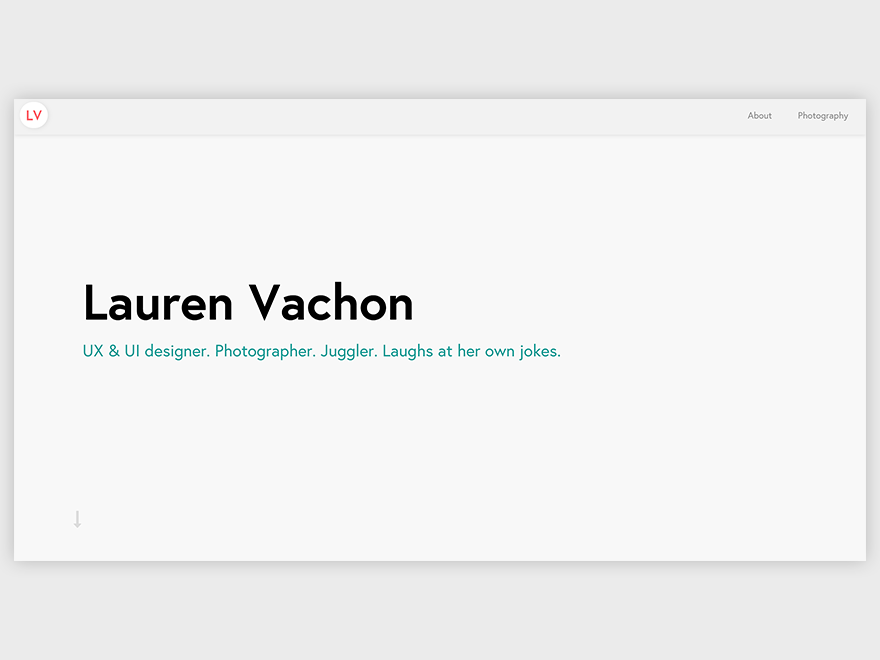 LV
About Photography
Lauren Vachon
UX & UI designer. Photographer. Juggler. Laughs at her own jokes.